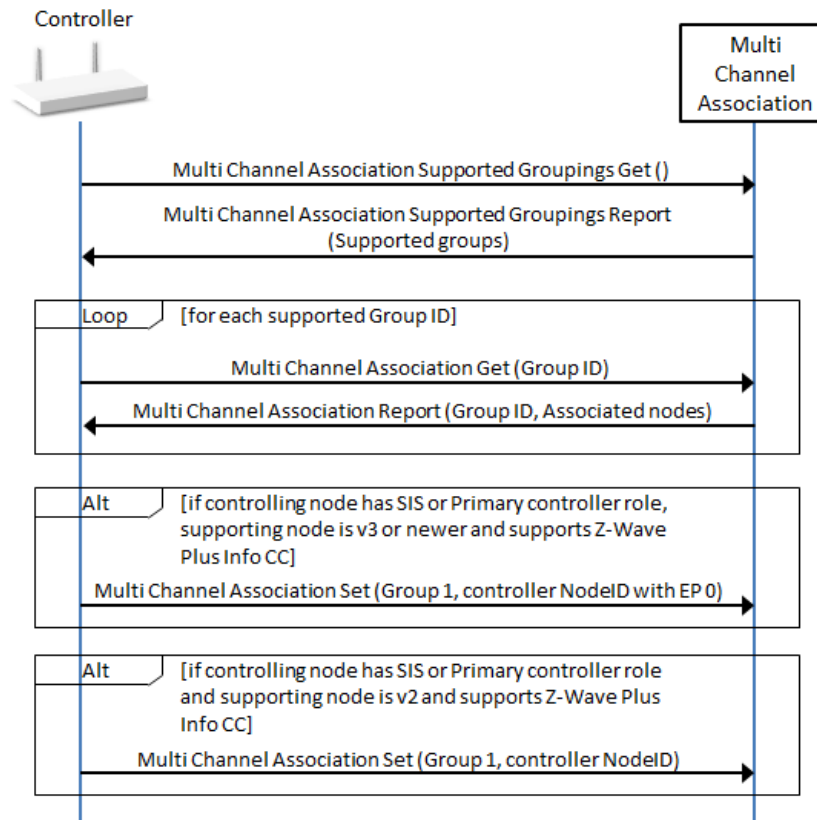 Controller
Multi
Channel
Association
Multi Channel Association Supported Groupings Get ()
Multi Channel Association Supported Groupings Report
(Supported groups)
Loop
[for each supported Group ID]
Multi Channel Association Get (Group ID)
Multi Channel Association Report (Group ID, Associated nodes)
Alt
[if controlling node has SIS or Primary controller role,
supporting node is v3 or newer and supports Z-Wave
Plus Info CC]
Multi Channel Association Set (Group 1, controller NodeID with EP 0)
Alt
[if controlling node has SIS or Primary controller role
and supporting node is v2 and supports Z-Wave Plus
Info CC]
Multi Channel Association Set (Group 1, controller NodeID)